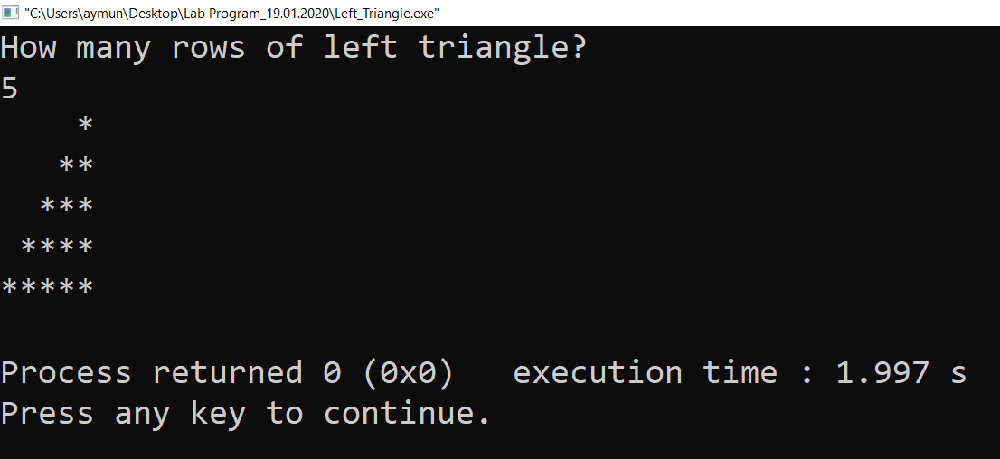 "C:\Users\aymun\Desktop\Lab Program_19.01.2020\Left_Triangle.exe"
How many rows of left triangle?
5
    *
   **
  ***
 ****
*****
Process returned 0 (0x0)   execution time : 1.997 s
Press any key to continue.